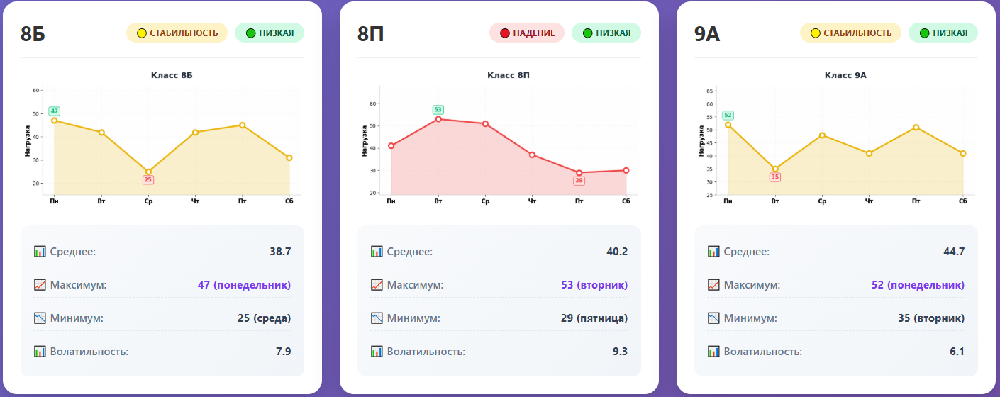 8Б
СТАБИЛЬНОСТЬ
НИЗКАЯ
Класс 8Б
60
50
40
30
20
Нагрузка
47
25
Пн Вт Ср Чт Пт Сб
Среднее: 38.7
Максимум: 47 (понедельник)
Минимум: 25 (среда)
Волатильность: 7.9
8П
ПАДЕНИЕ
НИЗКАЯ
Класс 8П
60
50
40
30
20
Нагрузка
53
29
Пн Вт Ср Чт Пт Сб
Среднее: 40.2
Максимум: 53 (вторник)
Минимум: 29 (пятница)
Волатильность: 9.3
9А
СТАБИЛЬНОСТЬ
НИЗКАЯ
Класс 9А
65
60
55
50
45
40
35
30
25
Нагрузка
52
35
Пн Вт Ср Чт Пт Сб
Среднее: 44.7
Максимум: 52 (понедельник)
Минимум: 35 (вторник)
Волатильность: 6.1